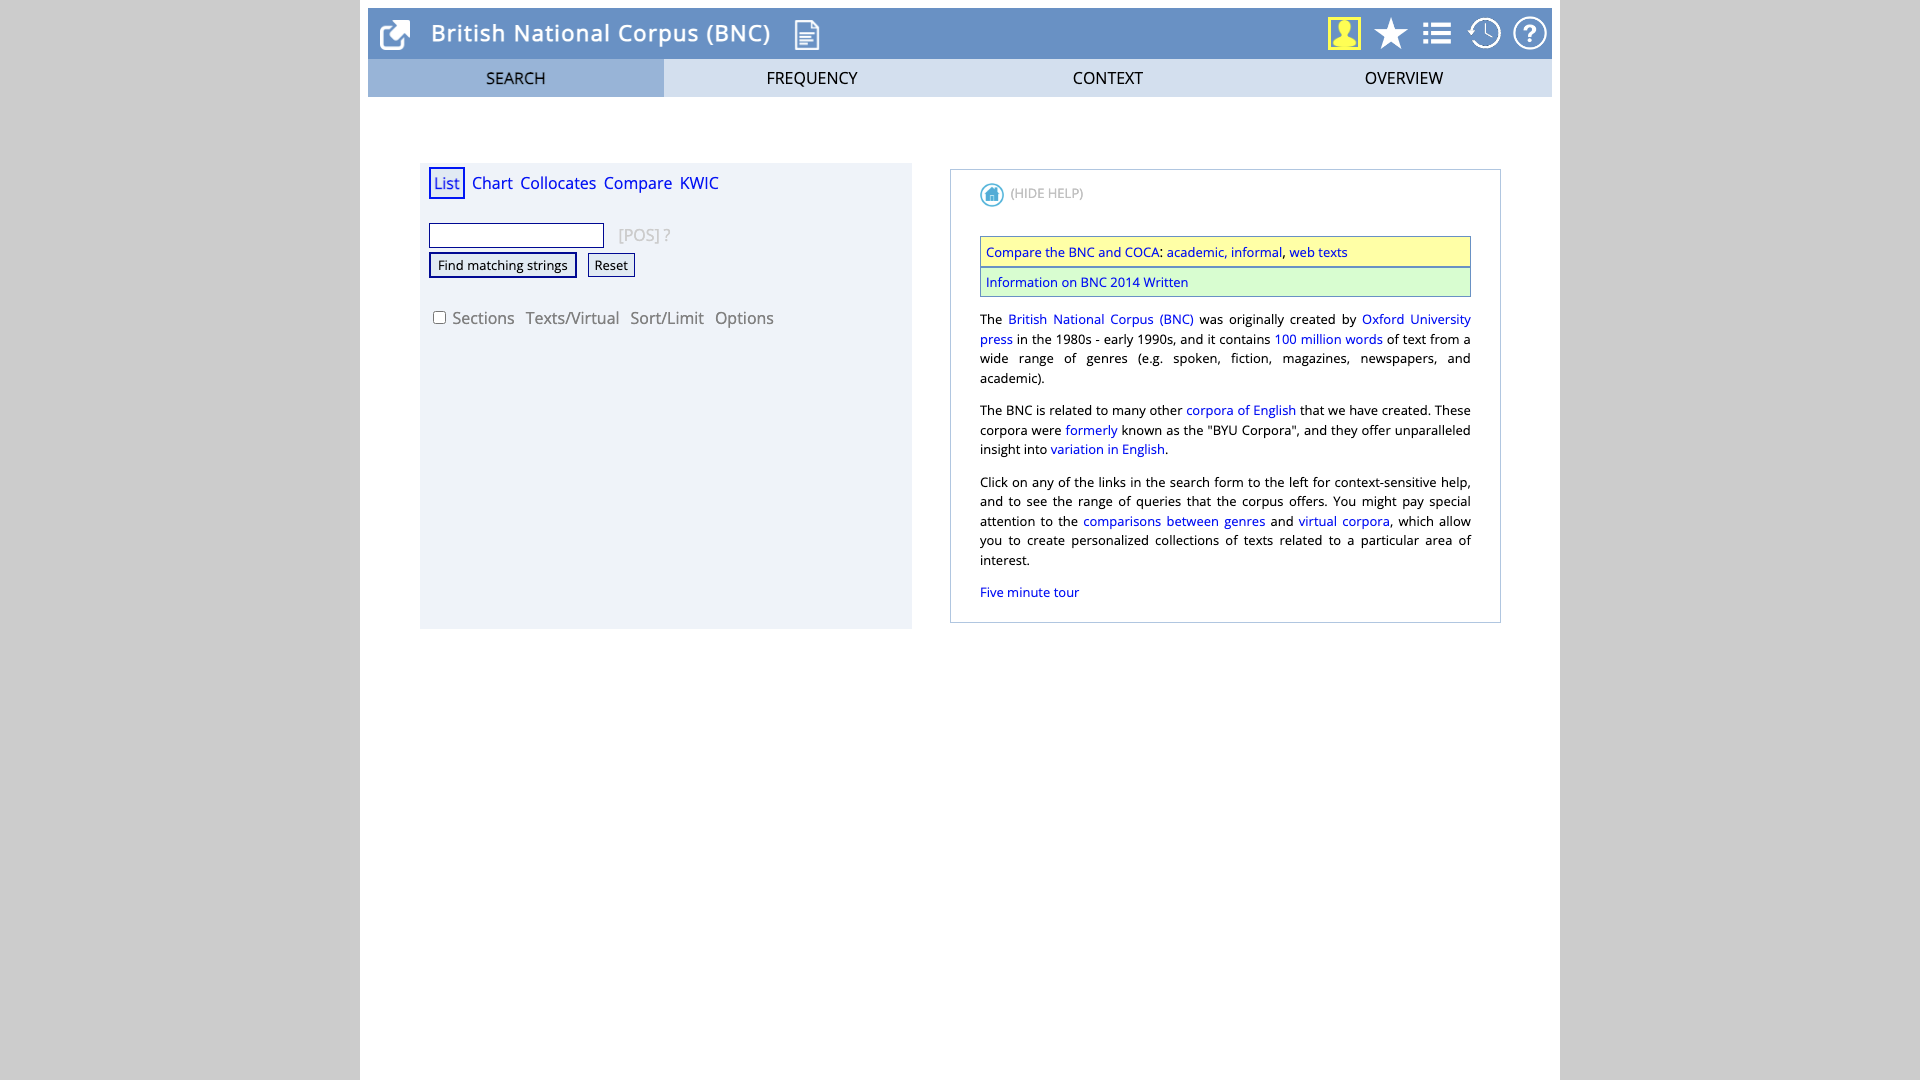 British National Corpus (BNC)
SEARCH FREQUENCY CONTEXT OVERVIEW
List Chart Collocates Compare KWIC
[POS] ?
Find matching strings Reset
Sections Texts/Virtual Sort/Limit Options
(HIDE HELP)
Compare the BNC and COCA: academic, informal, web texts
Information on BNC 2014 Written
The British National Corpus (BNC) was originally created by Oxford University
press in the 1980s - early 1990s, and it contains 100 million words of text from a
wide range of genres (e.g. spoken, fiction, magazines, newspapers, and
academic).
The BNC is related to many other corpora of English that we have created. These
corpora were formerly known as the "BYU Corpora", and they offer unparalleled
insight into variation in English.
Click on any of the links in the search form to the left for context-sensitive help,
and to see the range of queries that the corpus offers. You might pay special
attention to the comparisons between genres and virtual corpora, which allow
you to create personalized collections of texts related to a particular area of
interest.
Five minute tour